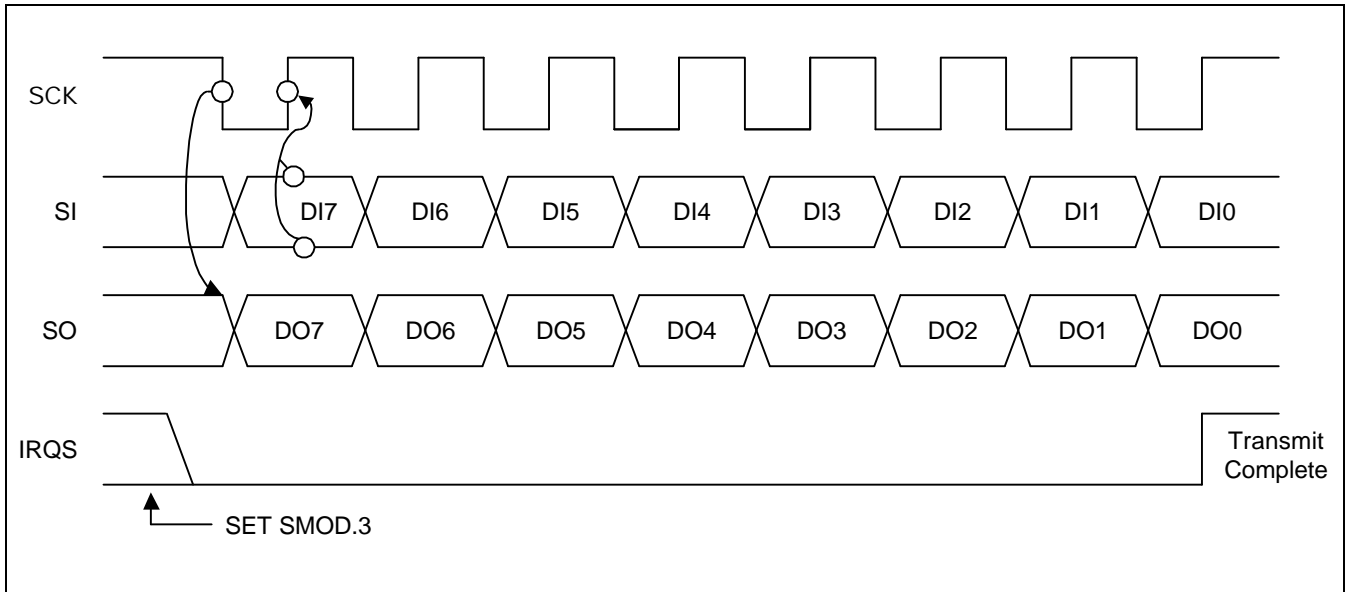 SCK
SI
DI7 DI6 DI5 DI4 DI3 DI2 DI1 DI0
SO
DO7 DO6 DO5 DO4 DO3 DO2 DO1 DO0
IRQS
Transmit
Complete
SET SMOD.3